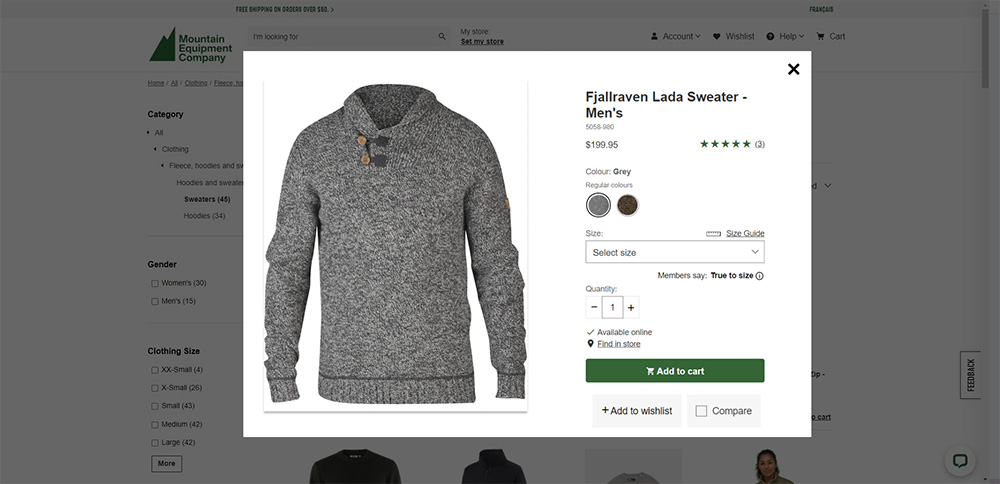 FREE SHIPPING ON ORDERS OVER $60. >
FRANÇAIS
Mountain
Equipment
Company
I'm looking for
My store:
Set my store
Account
Wishlist
Help
Cart
Home / All / Clothing / Fleece, ho
Category
All
Clothing
Fleece, hoodies and sw
Hoodies and sweater
Sweaters (45)
Hoodies (34)
Gender
Women's (30)
Men's (15)
Clothing Size
XX-Small (4)
X-Small (26)
Small (43)
Medium (42)
Large (42)
More
Fjallraven Lada Sweater -
Men's
5058-980
$199.95
(3)
Colour: Grey
Regular colours
Size:
Size Guide
Select size
Members say: True to size
Quantity:
− 1 +
Available online
Find in store
Add to cart
+Add to wishlist
Compare
FEEDBACK